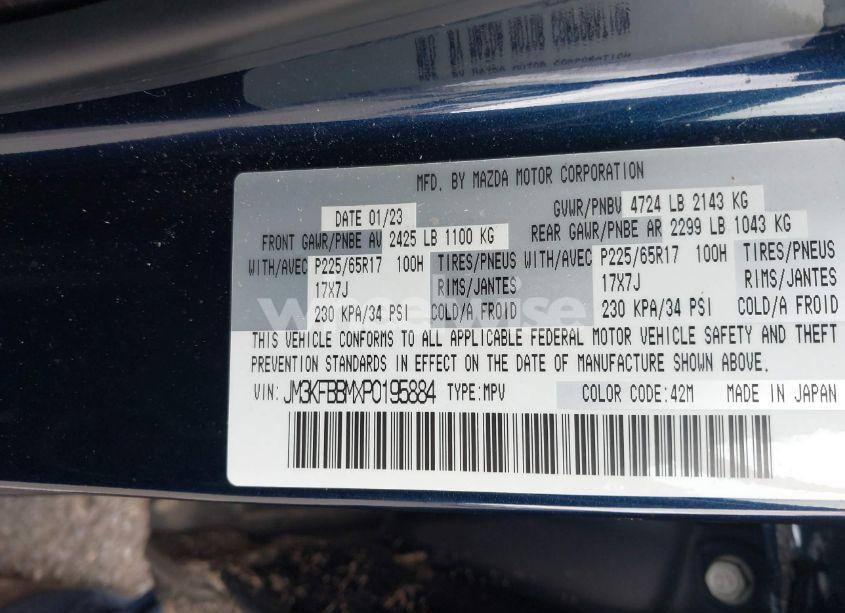 MFD. BY MAZDA MOTOR CORPORATION
DATE 01/23 GVWR/PNBV 4724 LB 2143 KG
FRONT GAWR/PNBE AV 2425 LB 1100 KG REAR GAWR/PNBE AR 2299 LB 1043 KG
WITH/AVEC P225/65R17 100H TIRES/PNEUS WITH/AVEC P225/65R17 100H TIRES/PNEUS
17X7J RIMS/JANTES 17X7J RIMS/JANTES
230 KPA/34 PSI COLD/A FROID 230 KPA/34 PSI COLD/A FROID
THIS VEHICLE CONFORMS TO ALL APPLICABLE FEDERAL MOTOR VEHICLE SAFETY AND THEFT
PREVENTION STANDARDS IN EFFECT ON THE DATE OF MANUFACTURE SHOWN ABOVE.
VIN: JM3KFBBMXP0195884 TYPE:MPV COLOR CODE:42M MADE IN JAPAN